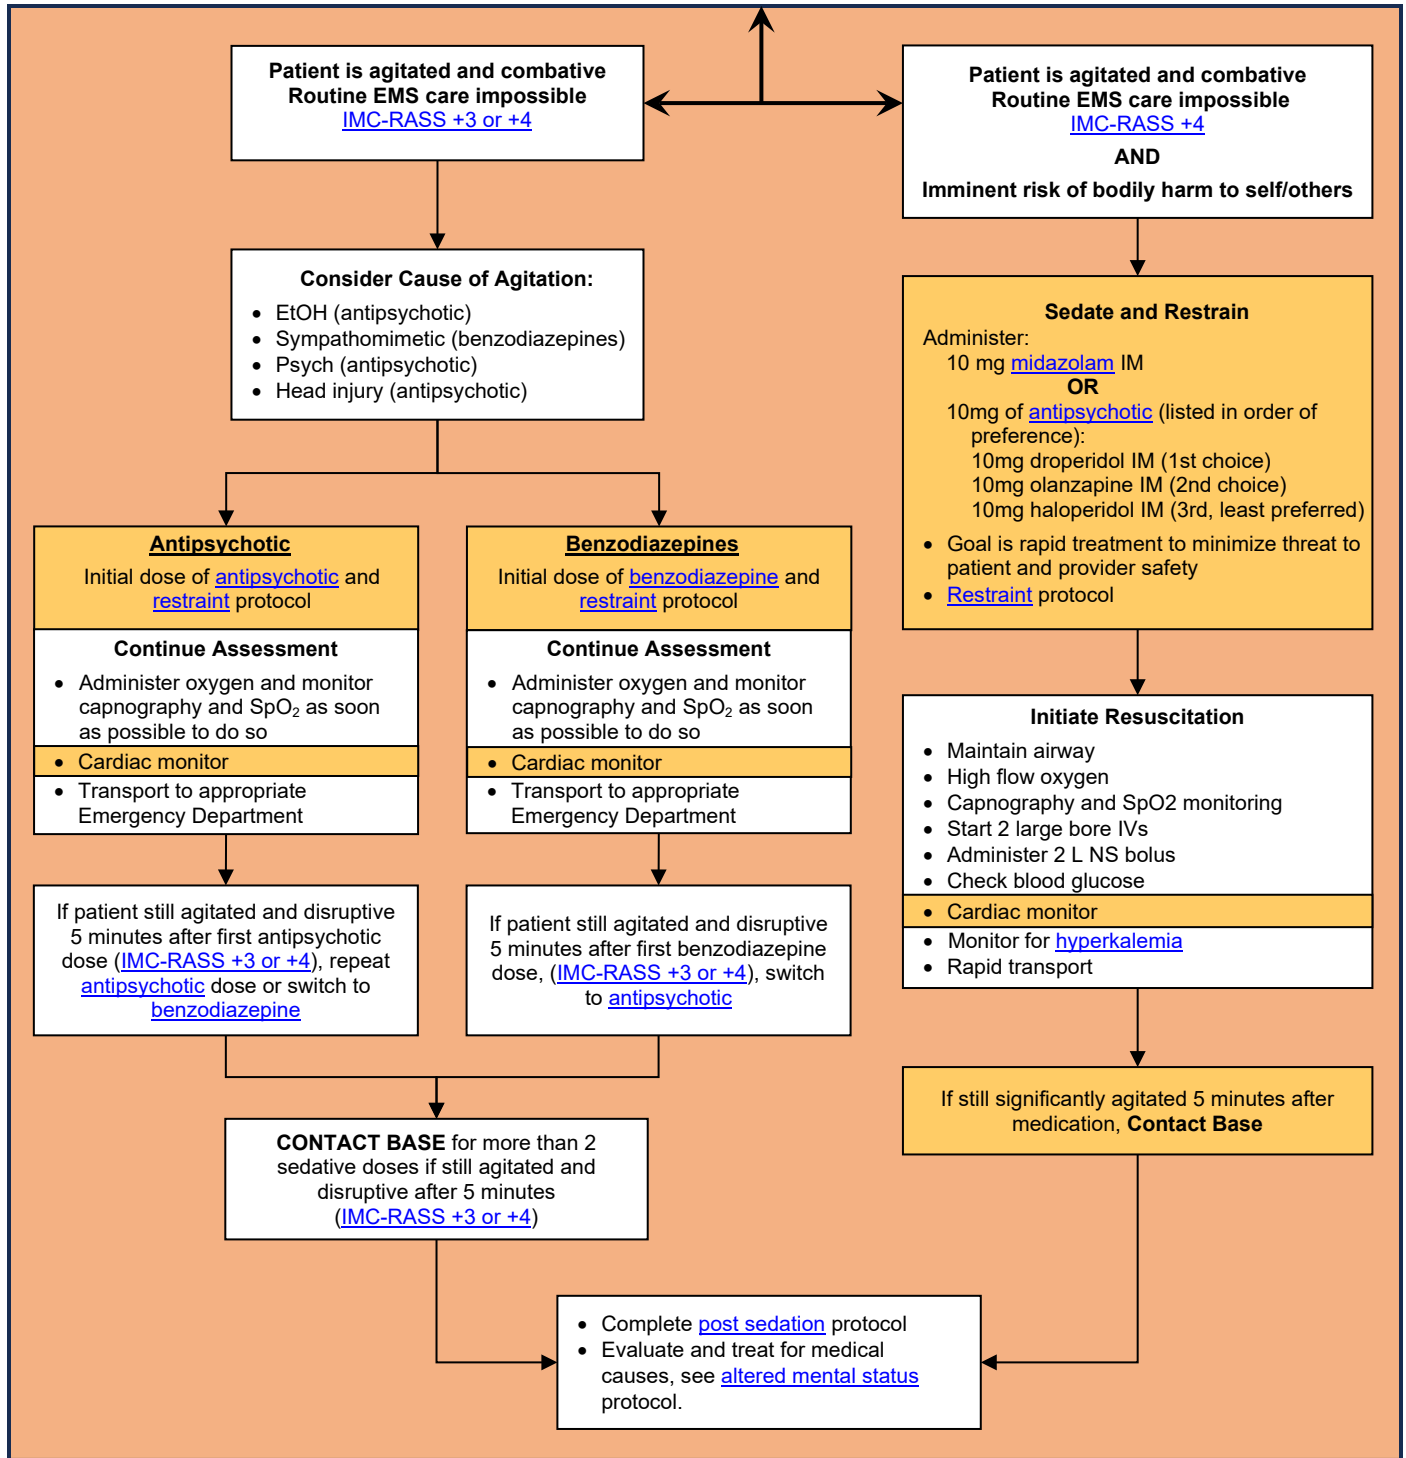 Patient is agitated and combative
Routine EMS care impossible
IMC-RASS +3 or +4
Patient is agitated and combative
Routine EMS care impossible
IMC-RASS +4
AND
Imminent risk of bodily harm to self/others
Consider Cause of Agitation:
• EtOH (antipsychotic)
• Sympathomimetic (benzodiazepines)
• Psych (antipsychotic)
• Head injury (antipsychotic)
Sedate and Restrain
Administer:
10 mg midazolam IM
OR
10mg of antipsychotic (listed in order of
preference):
10mg droperidol IM (1st choice)
10mg olanzapine IM (2nd choice)
10mg haloperidol IM (3rd, least preferred)
• Goal is rapid treatment to minimize threat to
patient and provider safety
• Restraint protocol
Antipsychotic
Initial dose of antipsychotic and
restraint protocol
Continue Assessment
• Administer oxygen and monitor
capnography and SpO₂ as soon
as possible to do so
• Cardiac monitor
• Transport to appropriate
Emergency Department
Benzodiazepines
Initial dose of benzodiazepine and
restraint protocol
Continue Assessment
• Administer oxygen and monitor
capnography and SpO₂ as soon
as possible to do so
• Cardiac monitor
• Transport to appropriate
Emergency Department
Initiate Resuscitation
• Maintain airway
• High flow oxygen
• Capnography and SpO2 monitoring
• Start 2 large bore IVs
• Administer 2 L NS bolus
• Check blood glucose
• Cardiac monitor
• Monitor for hyperkalemia
• Rapid transport
If patient still agitated and disruptive
5 minutes after first antipsychotic
dose (IMC-RASS +3 or +4), repeat
antipsychotic dose or switch to
benzodiazepine
If patient still agitated and disruptive
5 minutes after first benzodiazepine
dose, (IMC-RASS +3 or +4), switch
to antipsychotic
If still significantly agitated 5 minutes after
medication, Contact Base
CONTACT BASE for more than 2
sedative doses if still agitated and
disruptive after 5 minutes
(IMC-RASS +3 or +4)
• Complete post sedation protocol
• Evaluate and treat for medical
causes, see altered mental status
protocol.